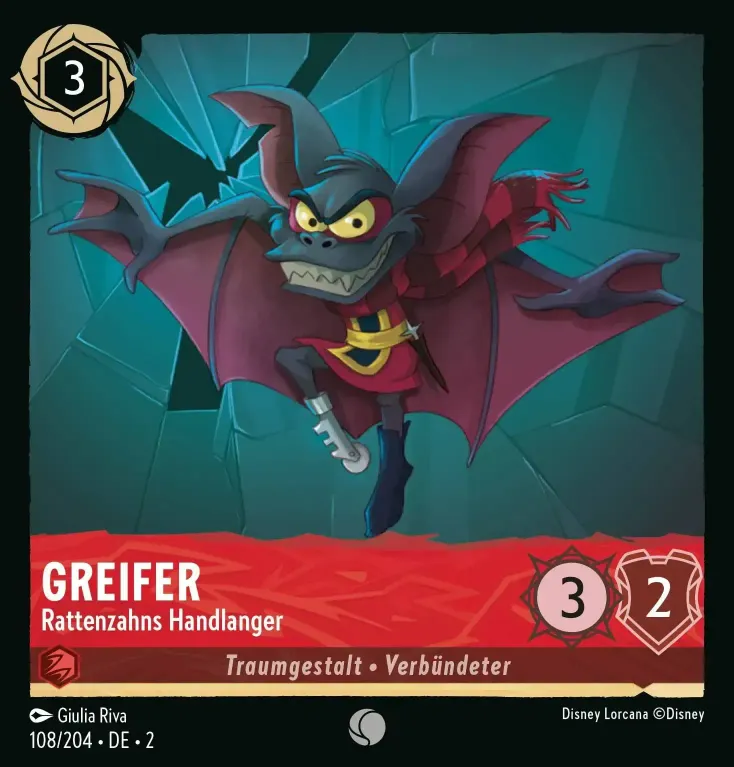 3
GREIFER
Rattenzahns Handlanger
3
2
Traumgestalt • Verbündeter
Giulia Riva
Disney Lorcana ©Disney
108/204 • DE • 2